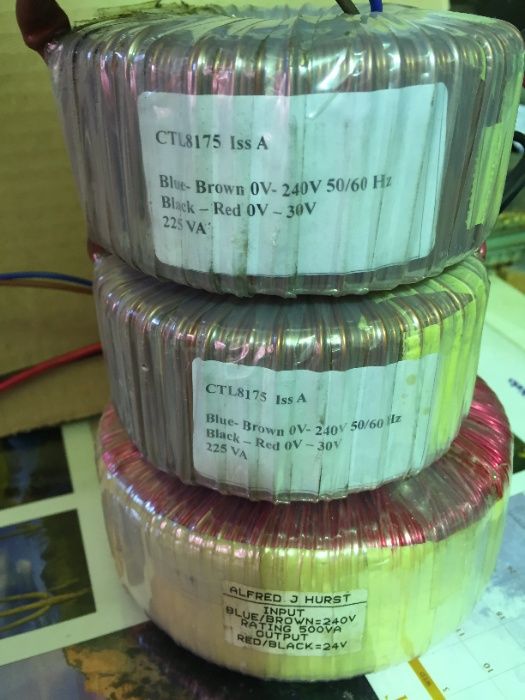 CTL8175 Iss A
Blue- Brown 0V- 240V 50/60 Hz
Black – Red 0V – 30V
225 VA
CTL8175 Iss A
Blue- Brown 0V- 240V 50/60 Hz
Black – Red 0V – 30V
225 VA
ALFRED J HURST
INPUT
BLUE/BROWN=240V
RATING 500VA
OUTPUT
RED/BLACK=24V